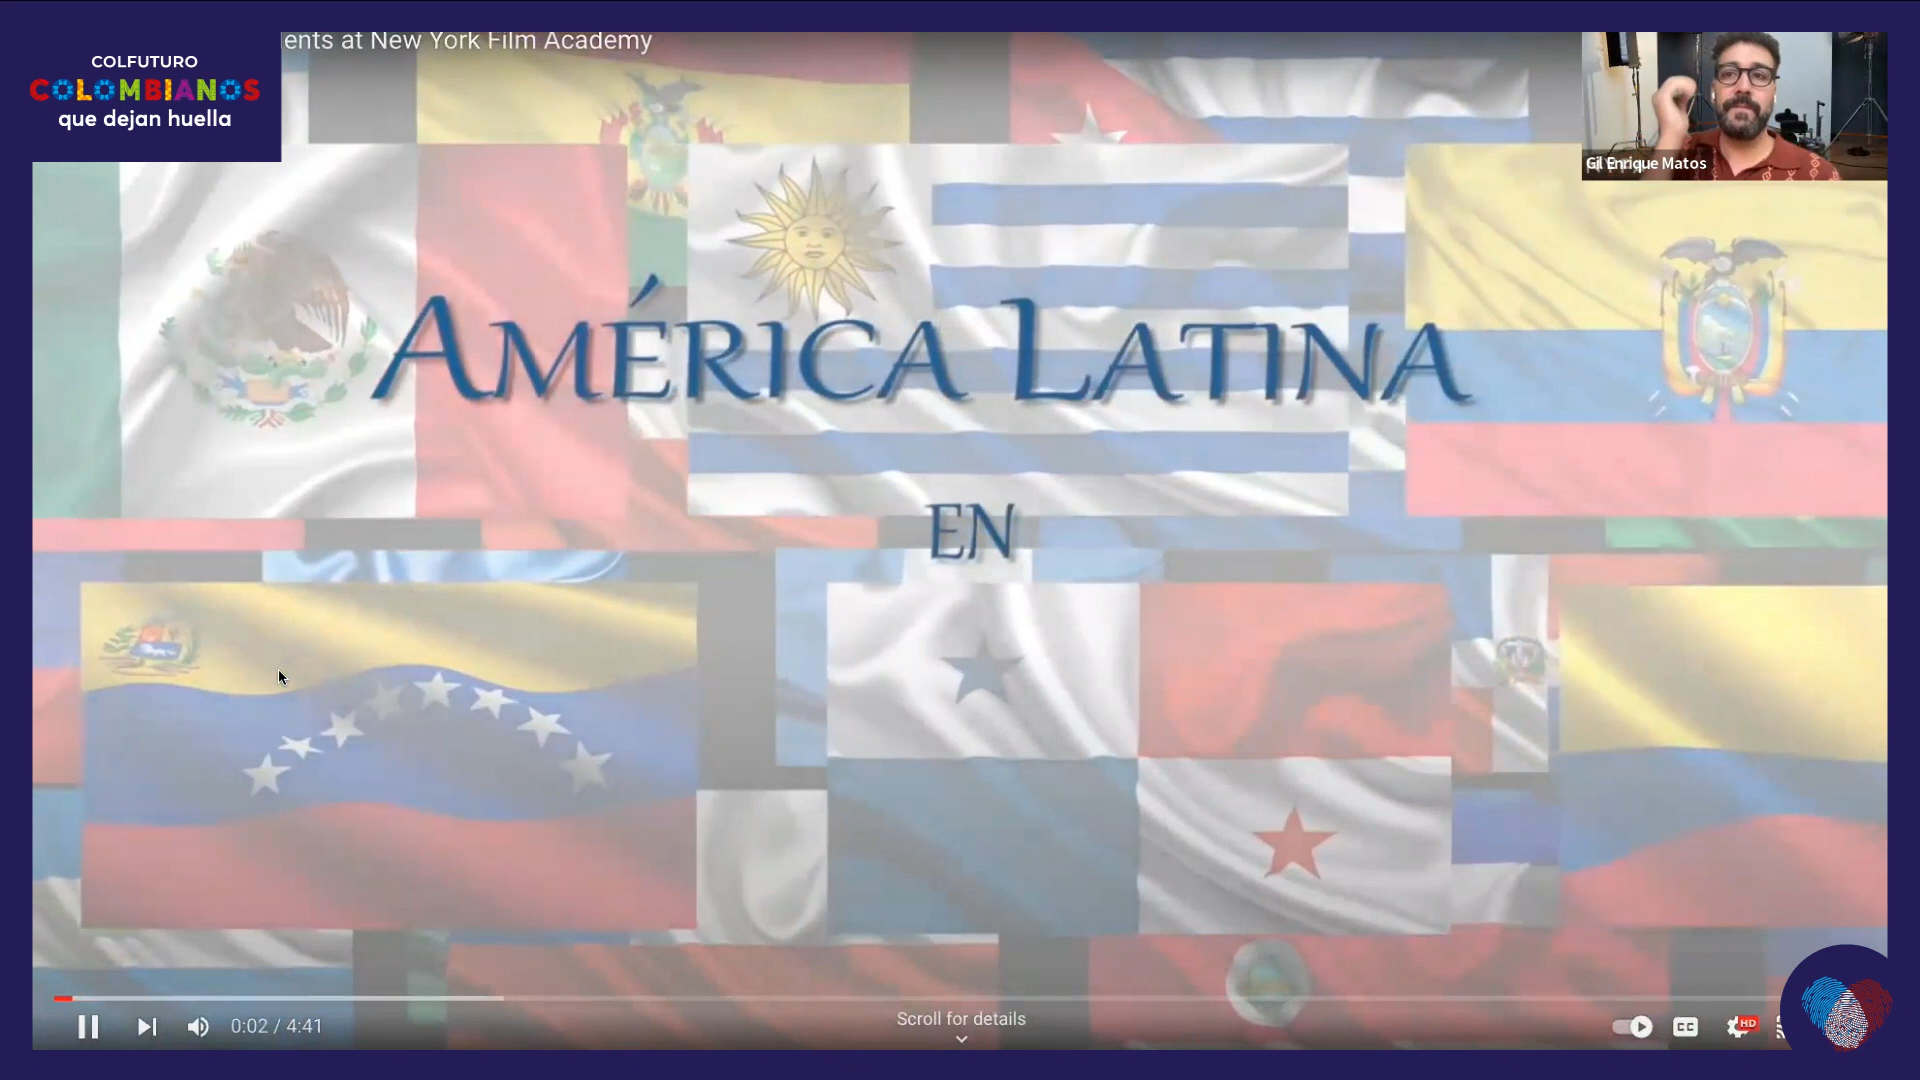 COLFUTURO
COLOMBIANOS
que dejan huella
ents at New York Film Academy
Gil Enrique Matos
AMÉRICA LATINA
EN
0:02 / 4:41
Scroll for details
CC
HD